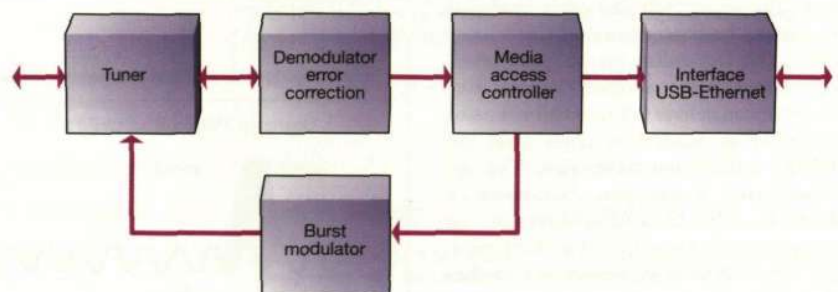 Tuner
Demodulator
error
correction
Media
access
controller
Interface
USB-Ethernet
Burst
modulator